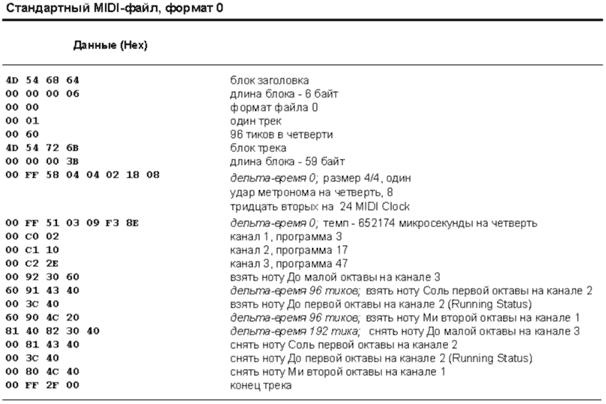 Стандартный MIDI-файл, формат 0
Данные (Hex)
4D 54 68 64 блок заголовка
00 00 00 06 длина блока - 6 байт
00 00 формат файла 0
00 01 один трек
00 60 96 тиков в четверти
4D 54 72 6B блок трека
00 00 00 3B длина блока - 59 байт
00 FF 58 04 04 02 18 08 дельта-время 0; размер 4/4, один
удар метронома на четверть, 8
тридцать вторых на 24 MIDI Clock
00 FF 51 03 09 F3 8E дельта-время 0; темп - 652174 микросекунды на четверть
00 C0 02 канал 1, программа 3
00 C1 10 канал 2, программа 17
00 C2 2E канал 3, программа 47
00 92 30 60 взять ноту До малой октавы на канале 3
60 91 43 40 дельта-время 96 тиков; взять ноту Соль первой октавы на канале 2
00 3C 40 взять ноту До первой октавы на канале 2 (Running Status)
60 90 4C 20 дельта-время 96 тиков; взять ноту Ми второй октавы на канале 1
81 40 82 30 40 дельта-время 192 тика; снять ноту До малой октавы на канале 3
00 81 43 40 снять ноту Соль первой октавы на канале 2
00 3C 40 снять ноту До первой октавы на канале 2 (Running Status)
00 80 4C 40 снять ноту Ми второй октавы на канале 1
00 FF 2F 00 конец трека